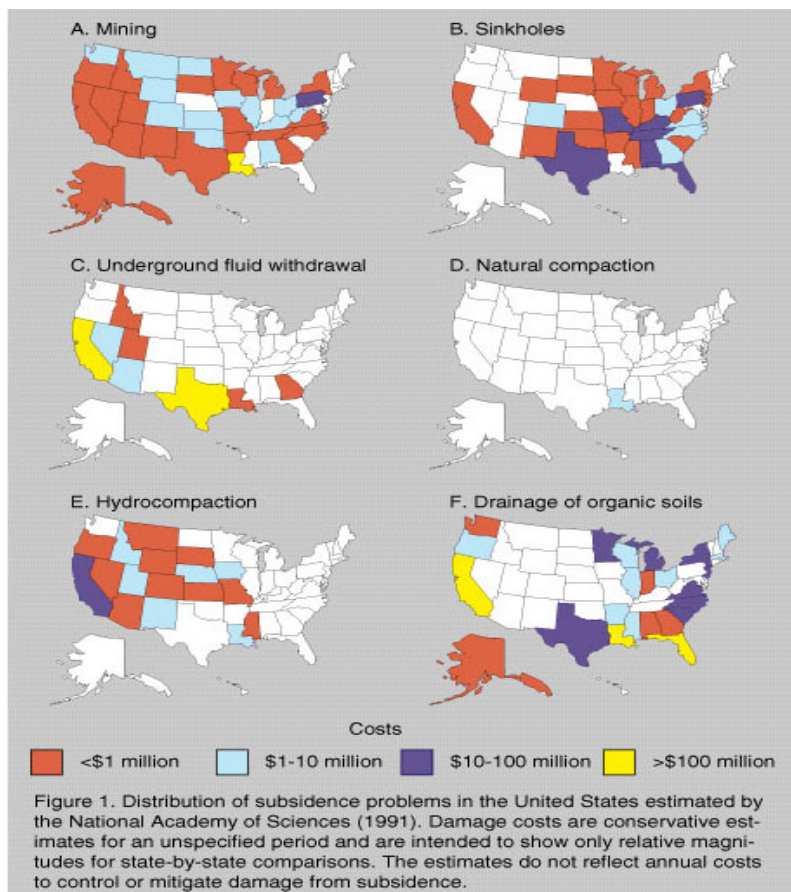 A. Mining
B. Sinkholes
C. Underground fluid withdrawal
D. Natural compaction
E. Hydrocompaction
F. Drainage of organic soils
Costs
<$1 million
$1-10 million
$10-100 million
>$100 million
Figure 1. Distribution of subsidence problems in the United States estimated by
the National Academy of Sciences (1991). Damage costs are conservative est-
imates for an unspecified period and are intended to show only relative magni-
tudes for state-by-state comparisons. The estimates do not reflect annual costs
to control or mitigate damage from subsidence.